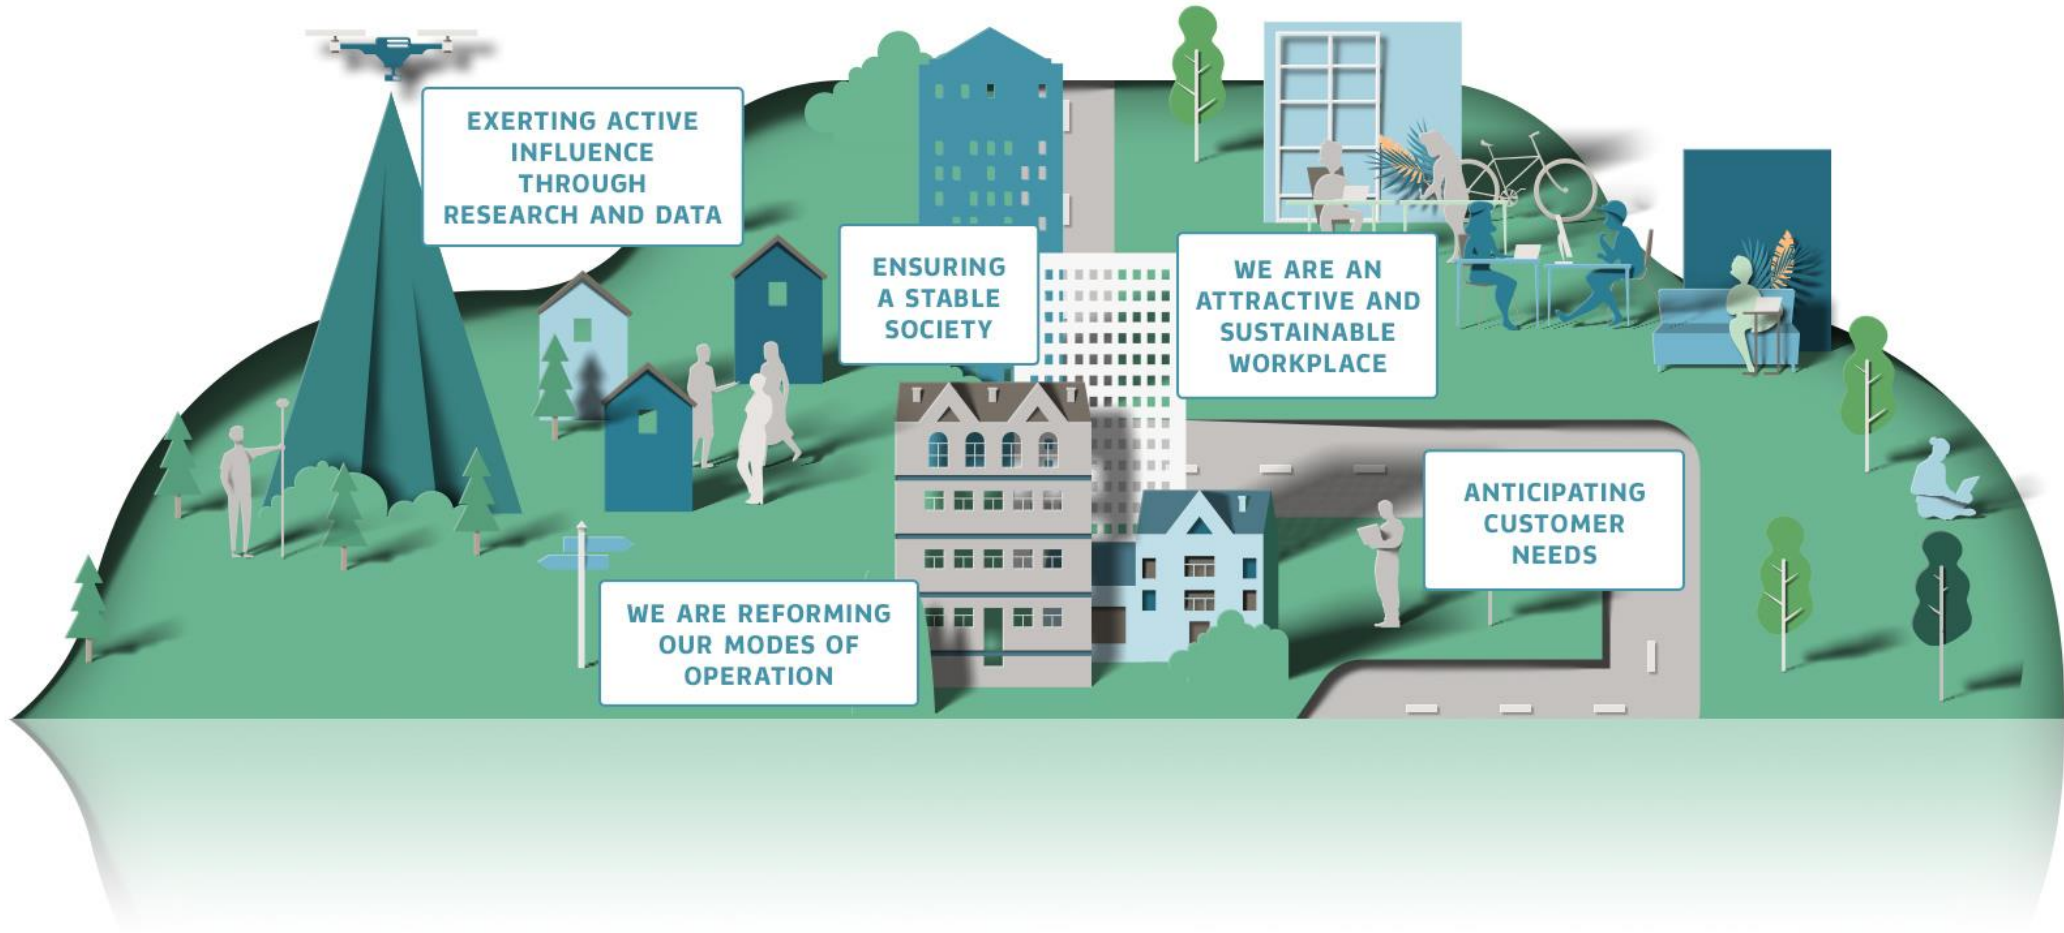 EXERTING ACTIVE
INFLUENCE
THROUGH
RESEARCH AND DATA
ENSURING
A STABLE
SOCIETY
WE ARE AN
ATTRACTIVE AND
SUSTAINABLE
WORKPLACE
ANTICIPATING
CUSTOMER
NEEDS
WE ARE REFORMING
OUR MODES OF
OPERATION